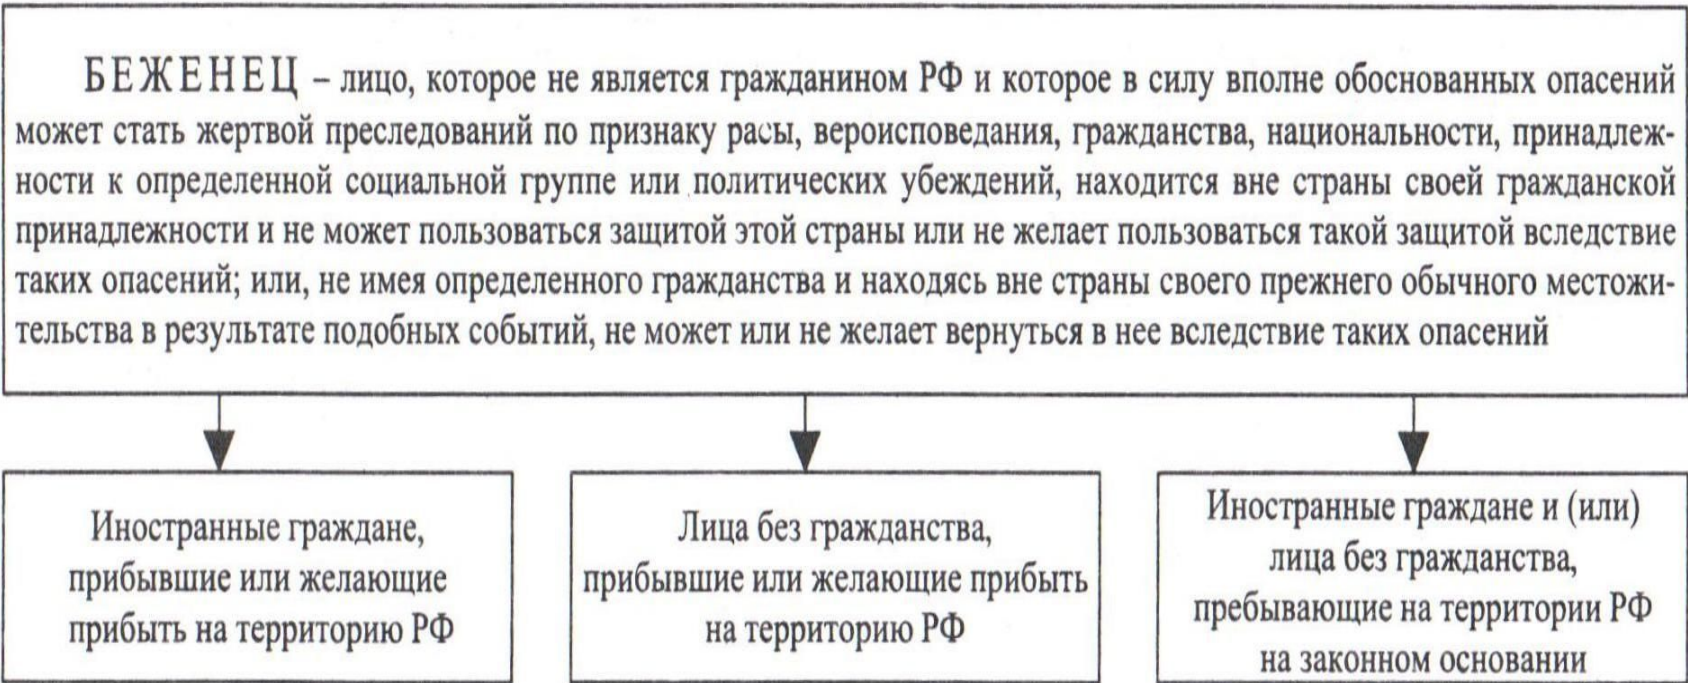 БЕЖЕНЕЦ – лицо, которое не является гражданином РФ и которое в силу вполне обоснованных опасений
может стать жертвой преследований по признаку расы, вероисповедания, гражданства, национальности, принадлеж-
ности к определенной социальной группе или политических убеждений, находится вне страны своей гражданской
принадлежности и не может пользоваться защитой этой страны или не желает пользоваться такой защитой вследствие
таких опасений; или, не имея определенного гражданства и находясь вне страны своего прежнего обычного местожи-
тельства в результате подобных событий, не может или не желает вернуться в нее вследствие таких опасений
Иностранные граждане,
прибывшие или желающие
прибыть на территорию РФ
Лица без гражданства,
прибывшие или желающие прибыть
на территорию РФ
Иностранные граждане и (или)
лица без гражданства,
пребывающие на территории РФ
на законном основании